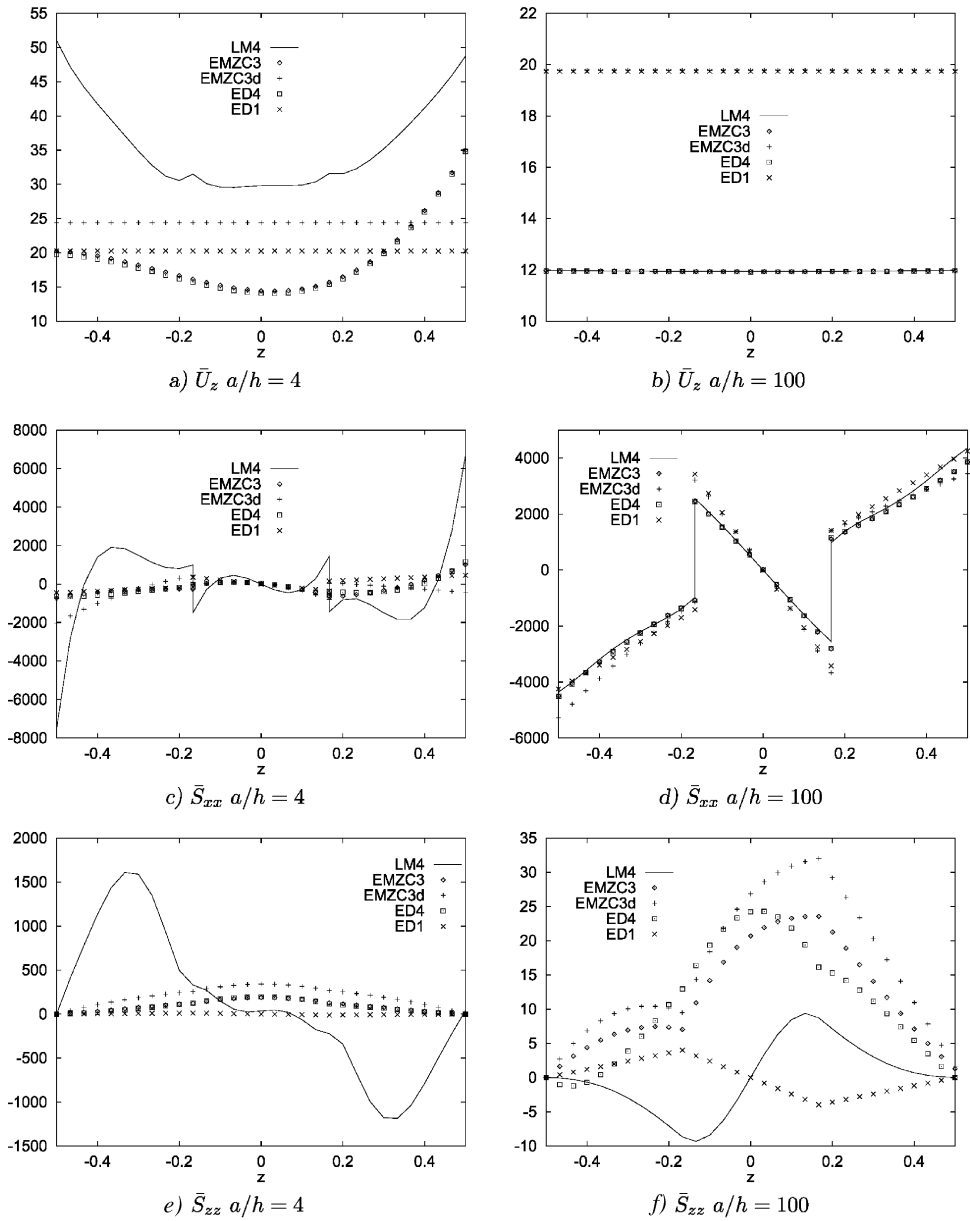 55
50
45
40
35
30
25
20
15
10
LM4
EMZC3
EMZC3d
ED4
ED1
-0.4
-0.2
0
0.2
0.4
z
a) Ūz a/h = 4
22
20
18
16
14
12
10
LM4
EMZC3
EMZC3d
ED4
ED1
-0.4
-0.2
0
0.2
0.4
z
b) Ūz a/h = 100
8000
6000
4000
2000
0
-2000
-4000
-6000
-8000
LM4
EMZC3
EMZC3d
ED4
ED1
-0.4
-0.2
0
0.2
0.4
z
c) S̄xx a/h = 4
4000
2000
0
-2000
-4000
-6000
LM4
EMZC3
EMZC3d
ED4
ED1
-0.4
-0.2
0
0.2
0.4
z
d) S̄xx a/h = 100
2000
1500
1000
500
0
-500
-1000
-1500
LM4
EMZC3
EMZC3d
ED4
ED1
-0.4
-0.2
0
0.2
0.4
z
e) S̄zz a/h = 4
35
30
25
20
15
10
5
0
-5
-10
LM4
EMZC3
EMZC3d
ED4
ED1
-0.4
-0.2
0
0.2
0.4
z
f) S̄zz a/h = 100